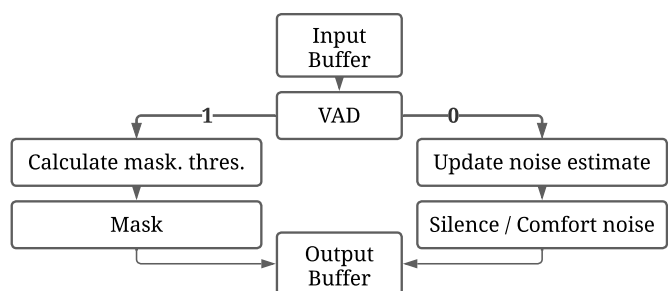 Input
Buffer
1
VAD
0
Calculate mask. thres.
Update noise estimate
Mask
Silence / Comfort noise
Output
Buffer